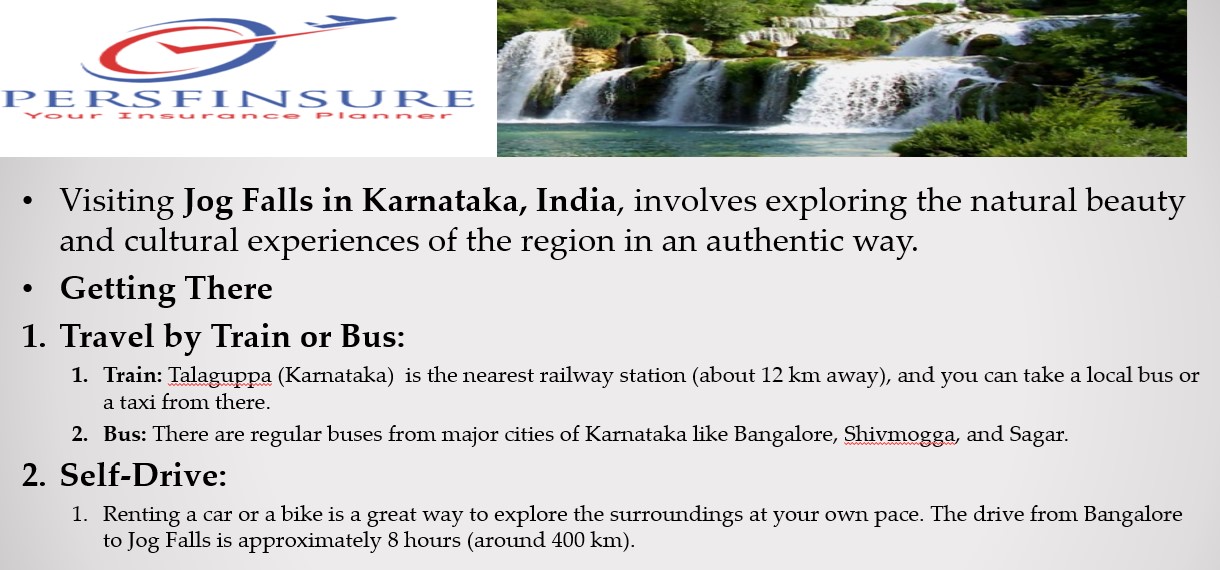 PERSFINSURE
Your Insurance Planner
• Visiting Jog Falls in Karnataka, India, involves exploring the natural beauty
and cultural experiences of the region in an authentic way.
• Getting There
1. Travel by Train or Bus:
1. Train: Talaguppa (Karnataka)  is the nearest railway station (about 12 km away), and you can take a local bus or
a taxi from there.
2. Bus: There are regular buses from major cities of Karnataka like Bangalore, Shivmogga, and Sagar.
2. Self-Drive:
1. Renting a car or a bike is a great way to explore the surroundings at your own pace. The drive from Bangalore
to Jog Falls is approximately 8 hours (around 400 km).